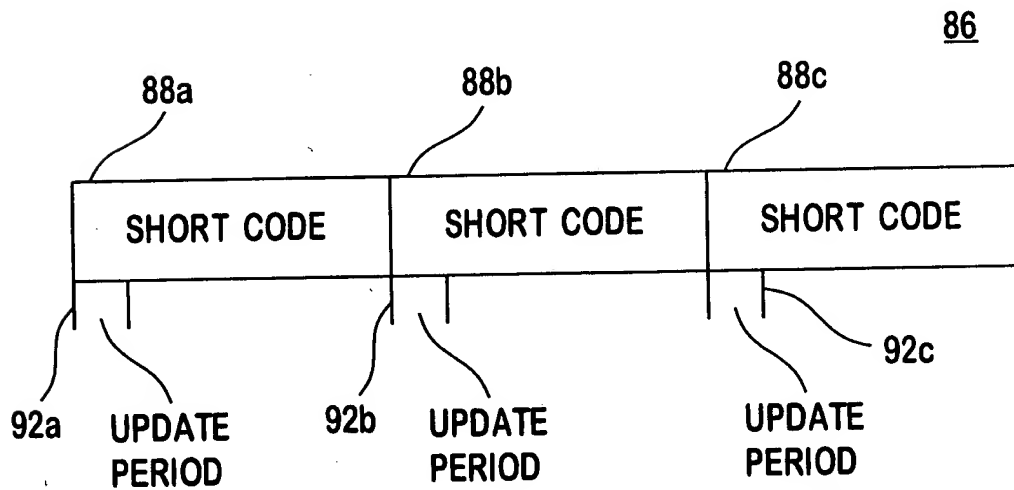 86
88a
88b
88c
SHORT CODE
SHORT CODE
SHORT CODE
92a
UPDATE
PERIOD
92b
UPDATE
PERIOD
UPDATE
PERIOD
92c